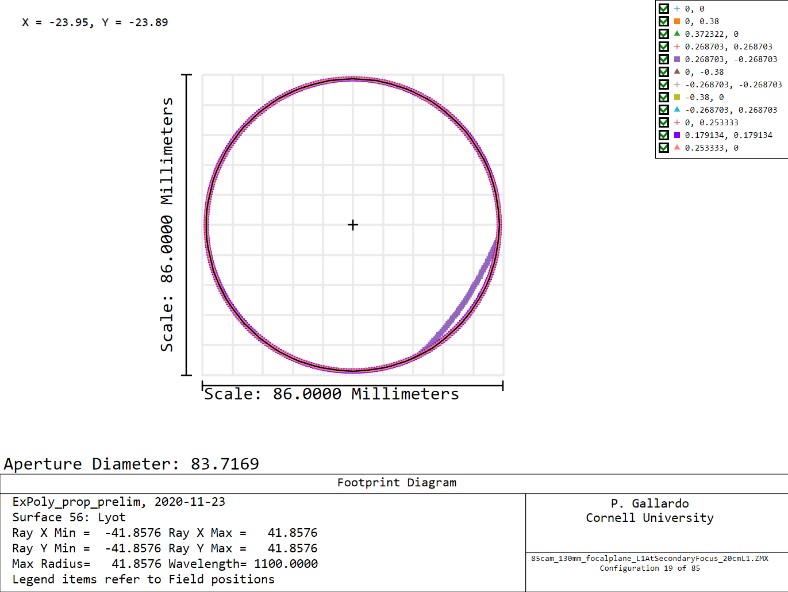 X = -23.95, Y = -23.89
0, 0
0, 0.38
0.372322, 0
0.268703, 0.268703
0.268703, -0.268703
0, -0.38
-0.268703, -0.268703
-0.38, 0
-0.268703, 0.268703
0, 0.253333
0.179134, 0.179134
0.253333, 0
Scale: 86.0000 Millimeters
Scale: 86.0000 Millimeters
Aperture Diameter: 83.7169
Footprint Diagram
ExPoly_prop_prelim, 2020-11-23
Surface 56: Lyot
Ray X Min = -41.8576 Ray X Max = 41.8576
Ray Y Min = -41.8576 Ray Y Max = 41.8576
Max Radius= 41.8576 Wavelength= 1100.0000
Legend items refer to Field positions
P. Gallardo
Cornell University
85cam_130mm_focalplane_L1AtSecondaryFocus_20cmL1.ZMX
Configuration 19 of 85